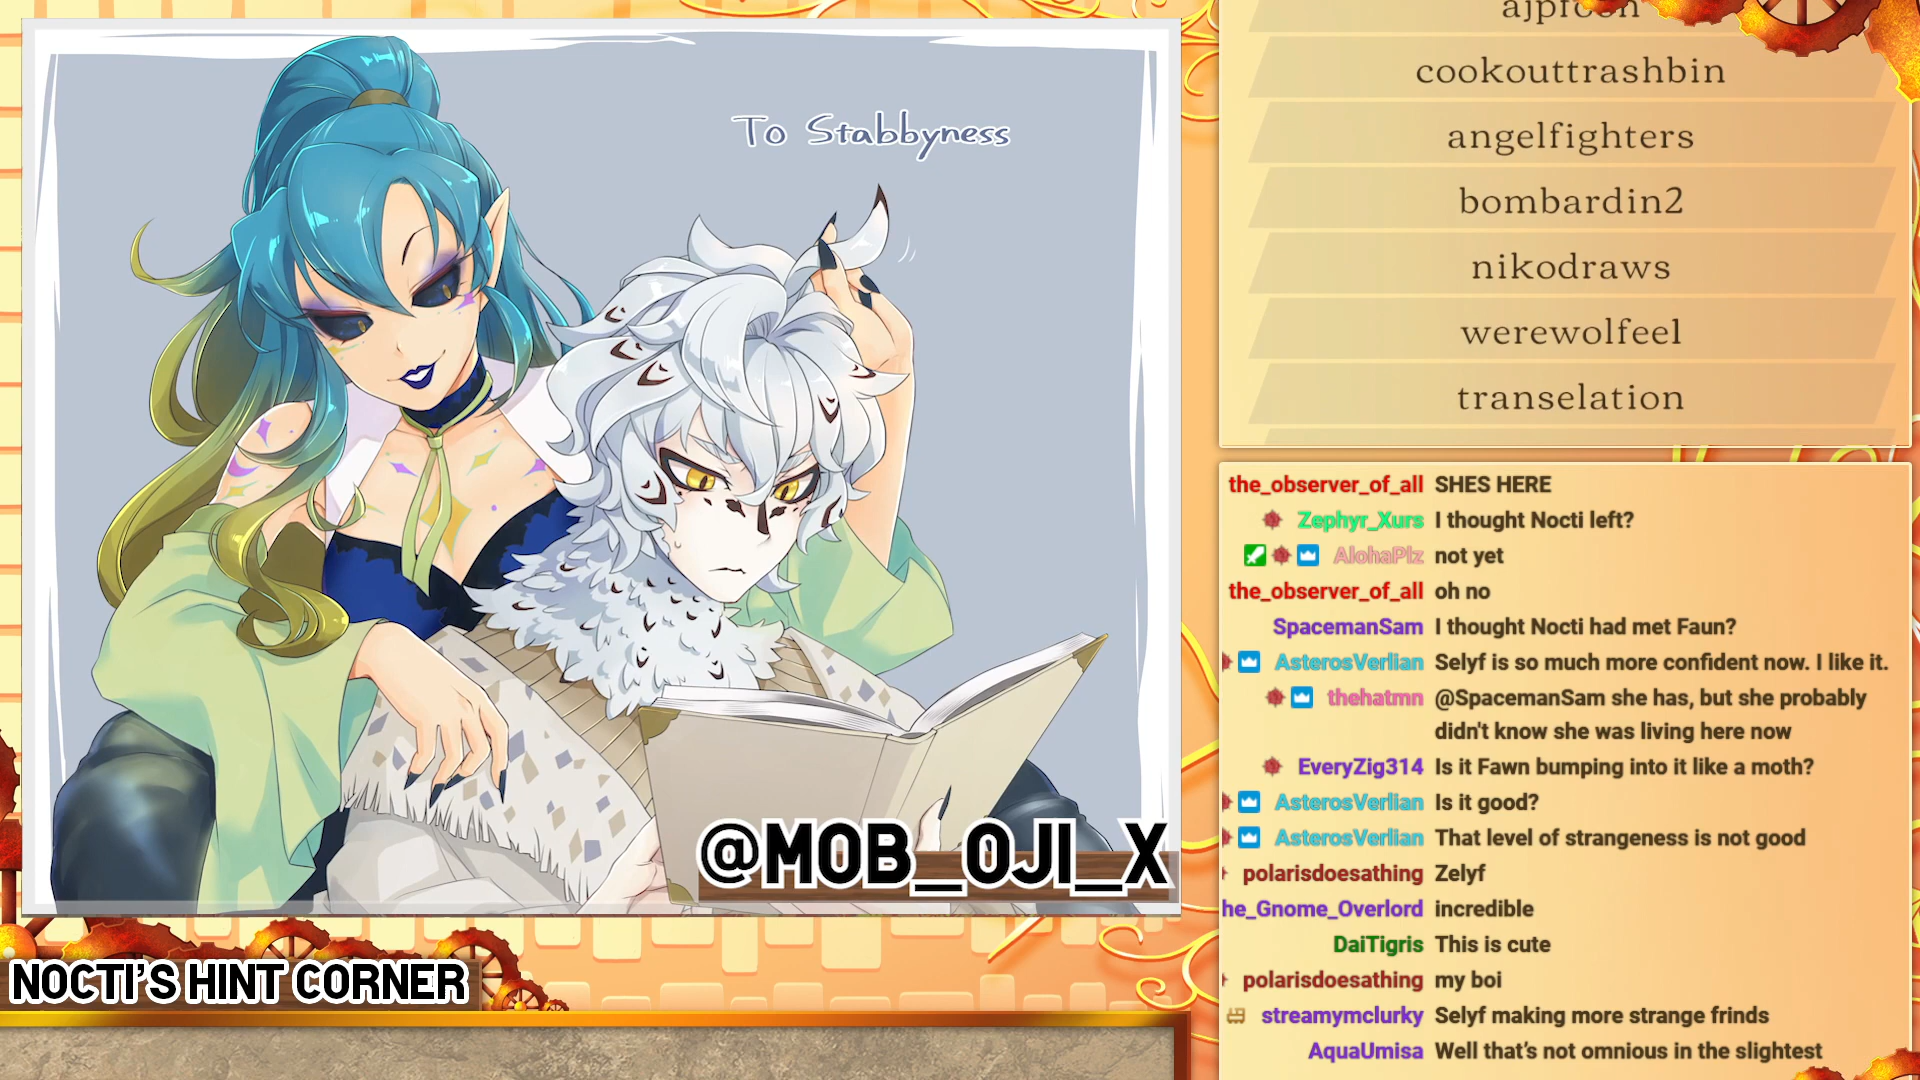 To Stabbyness
@MOB_OJI_X
NOCTI'S HINT CORNER
cookouttrashbin
angelfighters
bombardin2
nikodraws
werewolfeel
transelation
the_observer_of_all SHES HERE
Zephyr_Xurs I thought Nocti left?
AlohaPlz not yet
the_observer_of_all oh no
SpacemanSam I thought Nocti had met Faun?
AsterosVerlian Selyf is so much more confident now. I like it.
thehatmn @SpacemanSam she has, but she probably
didn't know she was living here now
EveryZig314 Is it Fawn bumping into it like a moth?
AsterosVerlian Is it good?
AsterosVerlian That level of strangeness is not good
polarisdoesathing Zelyf
he_Gnome_Overlord incredible
DaiTigris This is cute
polarisdoesathing my boi
streamymclurky Selyf making more strange frinds
AquaUmisa Well that’s not omnious in the slightest